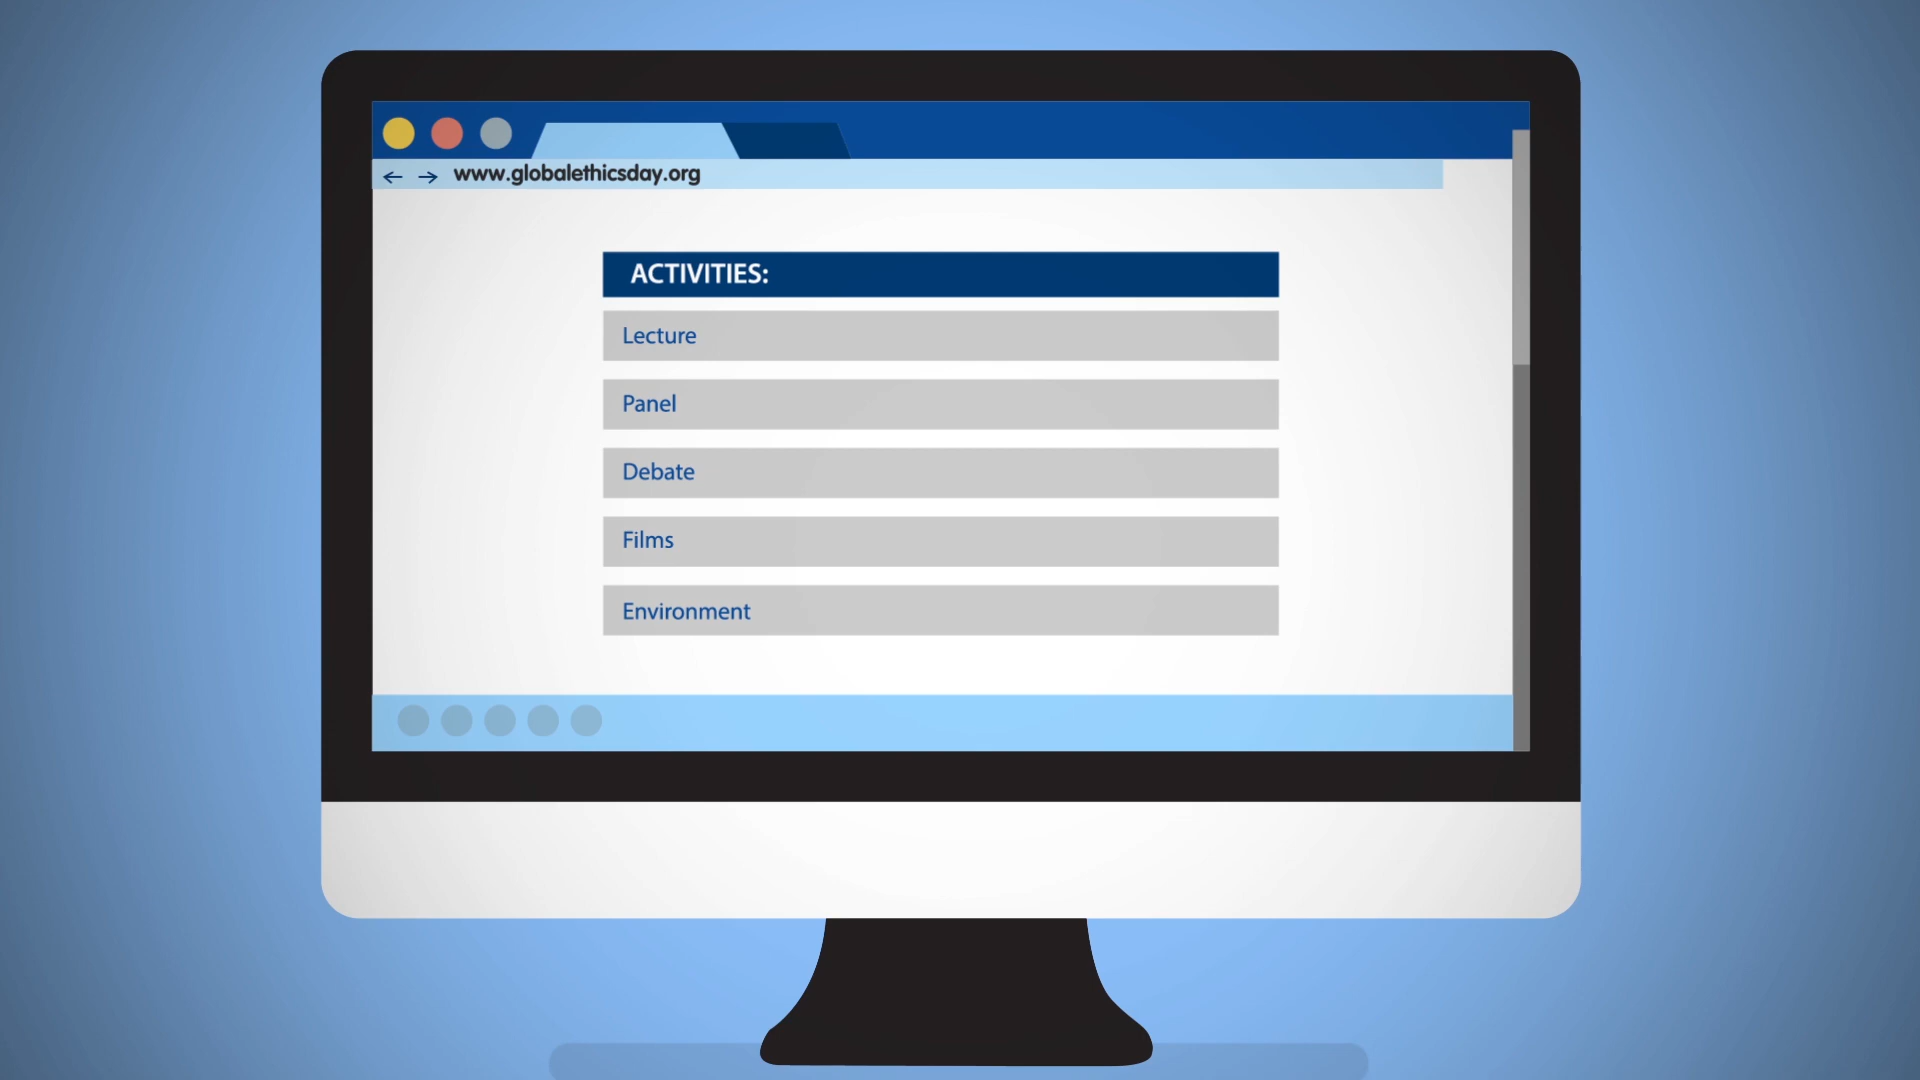 www.globalethicsday.org
ACTIVITIES:
Lecture
Panel
Debate
Films
Environment